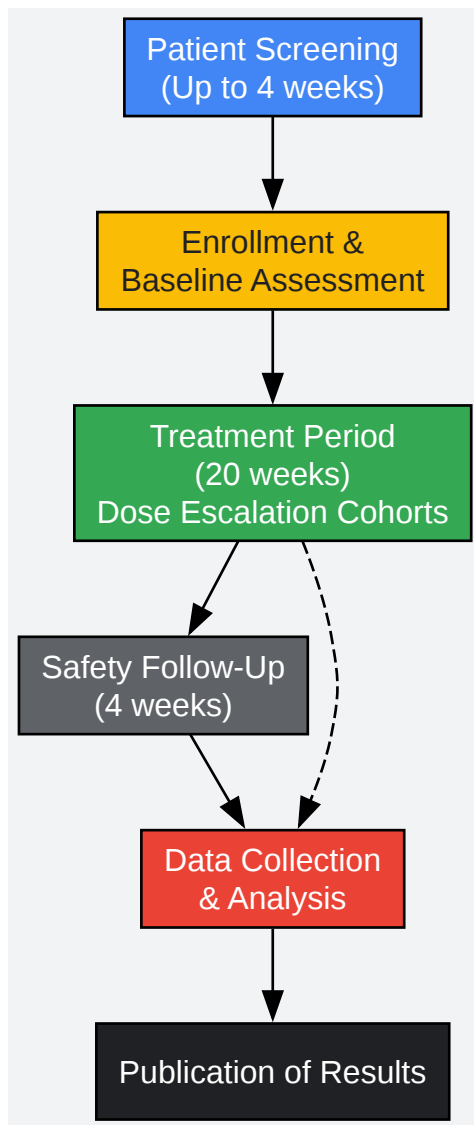 Patient Screening
(Up to 4 weeks)
Enrollment &
Baseline Assessment
Treatment Period
(20 weeks)
Dose Escalation Cohorts
Safety Follow-Up
(4 weeks)
Data Collection
& Analysis
Publication of Results